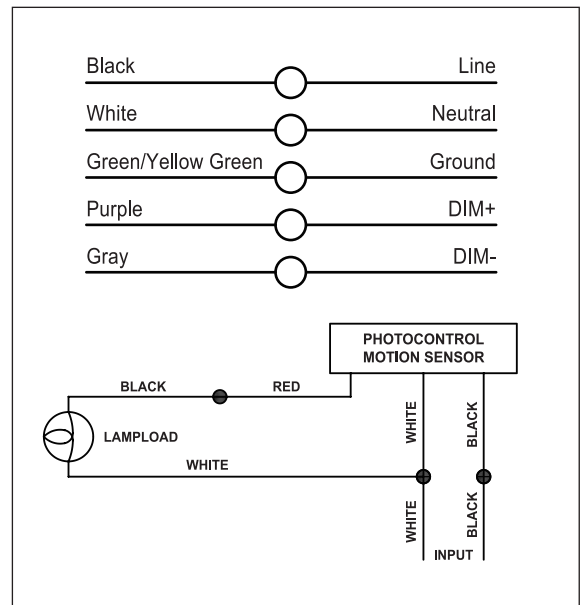 Black Line
White Neutral
Green/Yellow Green Ground
Purple DIM+
Gray DIM-
PHOTOCONTROL
MOTION SENSOR
BLACK RED
LAMPLOAD
WHITE
WHITE
BLACK
WHITE
BLACK
INPUT